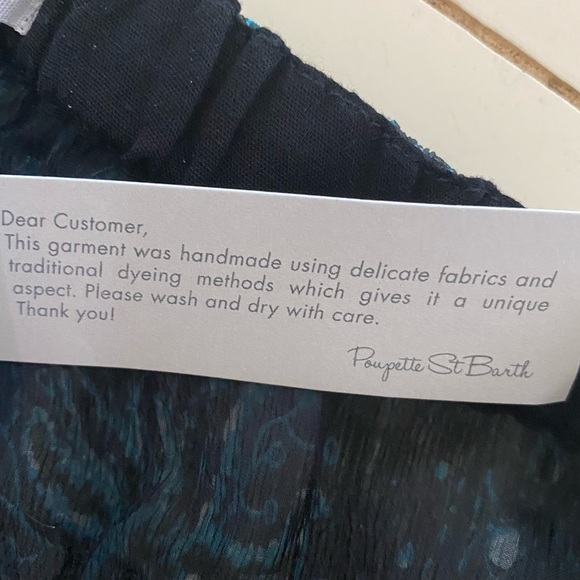 Dear Customer,
This garment was handmade using delicate fabrics and
traditional dyeing methods which gives it a unique
aspect. Please wash and dry with care.
Thank you!
Poupette St Barth